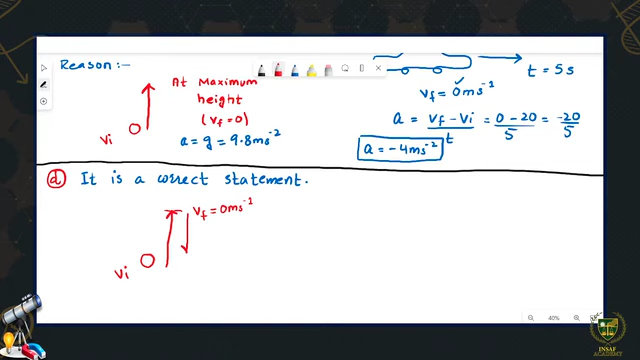 Reason :-
At Maximum
height
(vf = 0)
vi
a = g = 9.8ms⁻²
t = 5s
vf = 0ms⁻¹
a = vf - vi / t = 0 - 20 / 5 = -20 / 5
a = -4ms⁻²
(d) It is a correct statement.
vf = 0ms⁻¹
vi
40%
INSAF
ACADEMY